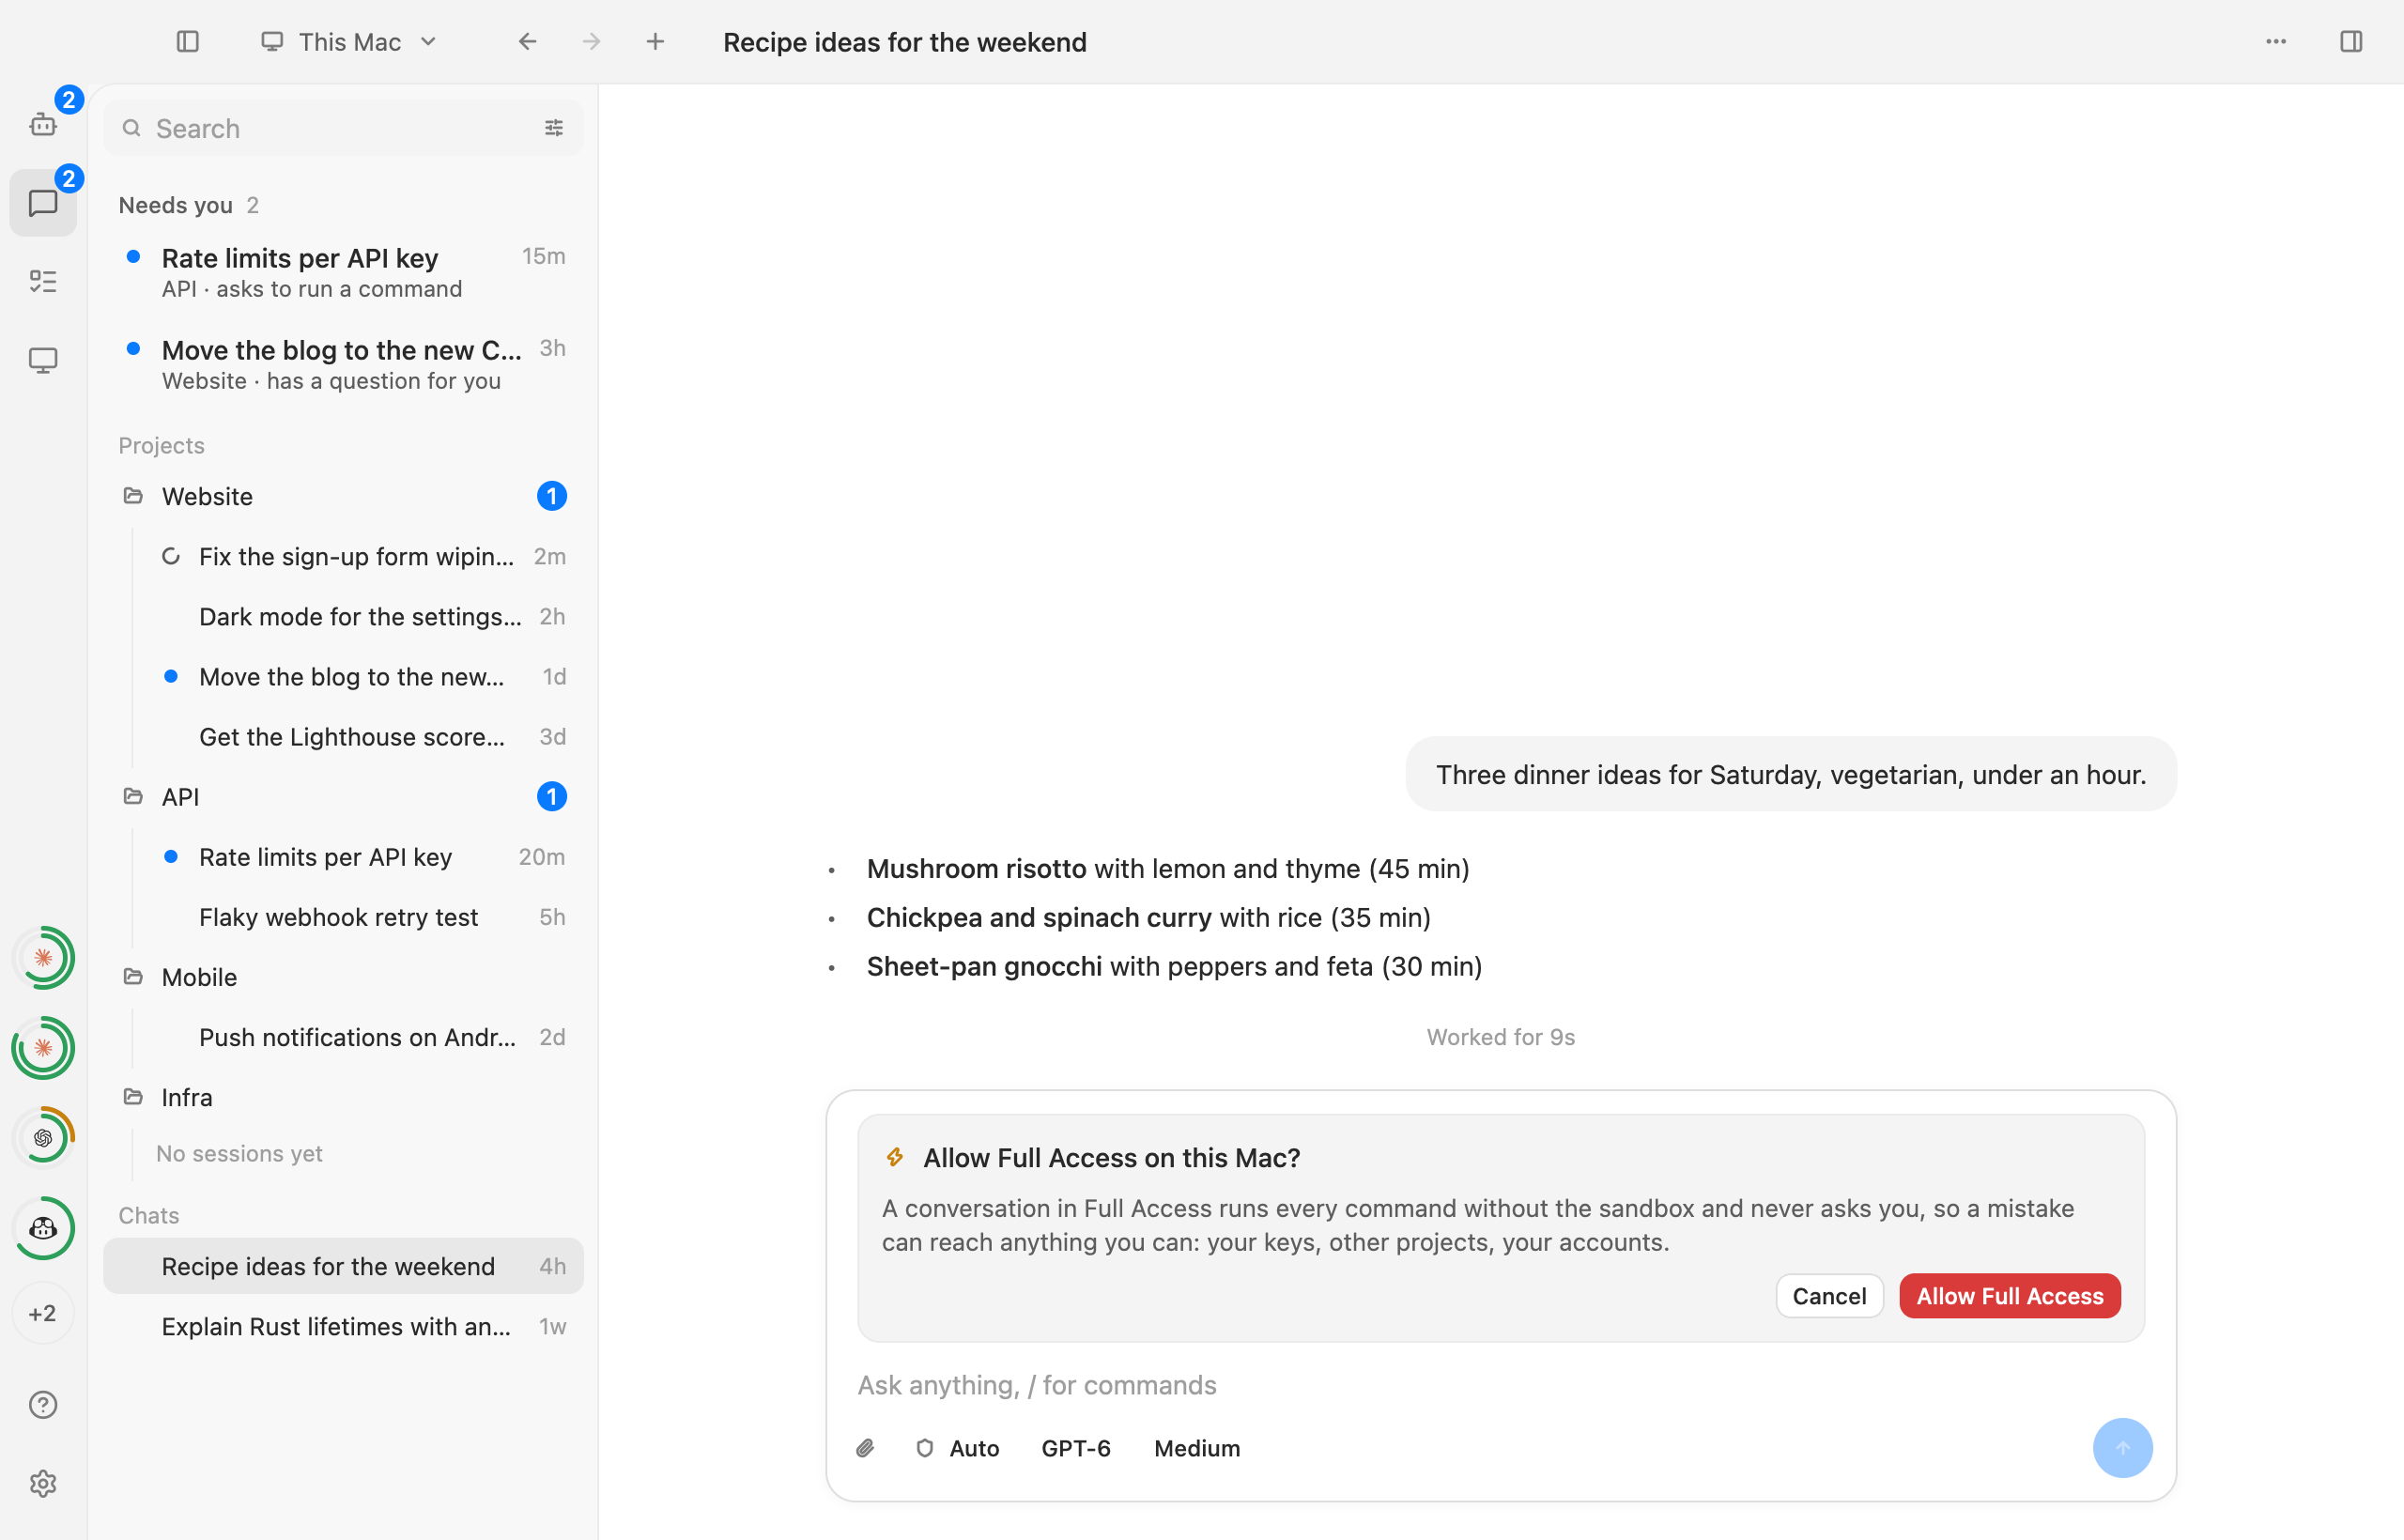 This Mac
Recipe ideas for the weekend
2
2
Search
Needs you 2
Rate limits per API key 15m
API · asks to run a command
Move the blog to the new C... 3h
Website · has a question for you
Projects
Website 1
Fix the sign-up form wipin... 2m
Dark mode for the settings... 2h
Move the blog to the new... 1d
Get the Lighthouse score... 3d
API 1
Rate limits per API key 20m
Flaky webhook retry test 5h
Mobile
Push notifications on Andr... 2d
Infra
No sessions yet
Chats
Recipe ideas for the weekend 4h
Explain Rust lifetimes with an... 1w
+2
Three dinner ideas for Saturday, vegetarian, under an hour.
• Mushroom risotto with lemon and thyme (45 min)
• Chickpea and spinach curry with rice (35 min)
• Sheet-pan gnocchi with peppers and feta (30 min)
Worked for 9s
Allow Full Access on this Mac?
A conversation in Full Access runs every command without the sandbox and never asks you, so a mistake
can reach anything you can: your keys, other projects, your accounts.
Cancel Allow Full Access
Ask anything, / for commands
Auto GPT-6 Medium